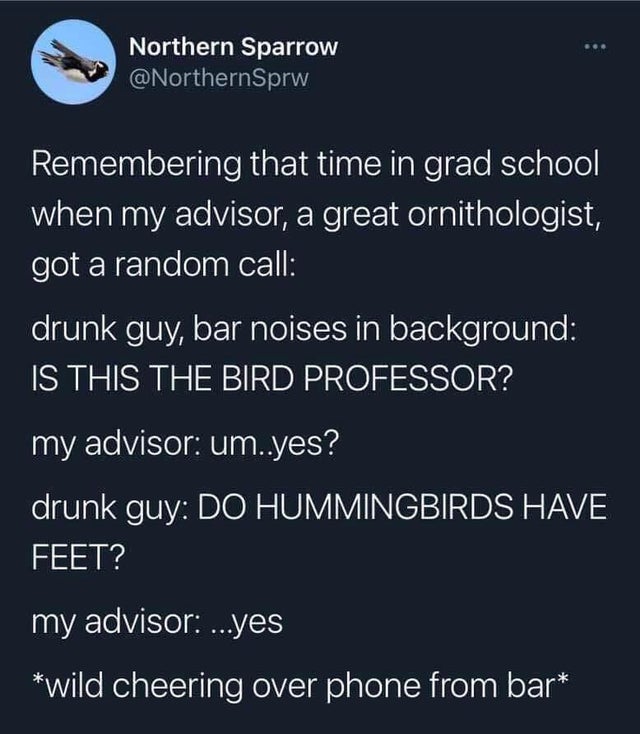 Northern Sparrow
@NorthernSprw
Remembering that time in grad school
when my advisor, a great ornithologist,
got a random call:
drunk guy, bar noises in background:
IS THIS THE BIRD PROFESSOR?
my advisor: um..yes?
drunk guy: DO HUMMINGBIRDS HAVE
FEET?
my advisor: ...yes
*wild cheering over phone from bar*